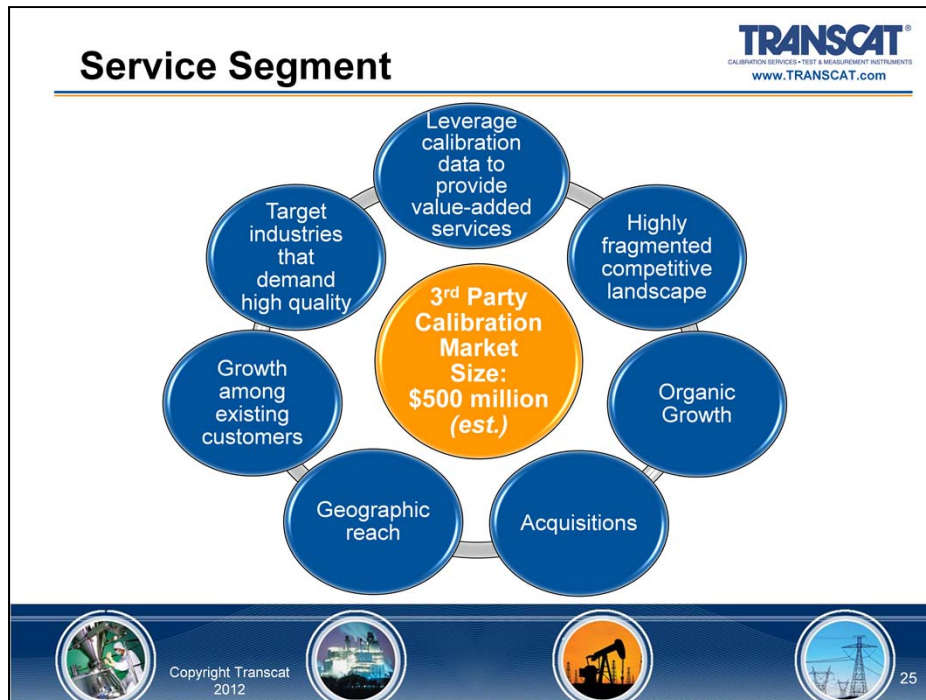 Service Segment
TRANSCAT®
CALIBRATION SERVICES • TEST & MEASUREMENT INSTRUMENTS
www.TRANSCAT.com
Leverage
calibration
data to
provide
value-added
services
Highly
fragmented
competitive
landscape
Organic
Growth
Acquisitions
Geographic
reach
Growth
among
existing
customers
Target
industries
that
demand
high quality
3rd Party
Calibration
Market
Size:
$500 million
(est.)
Copyright Transcat
2012
25